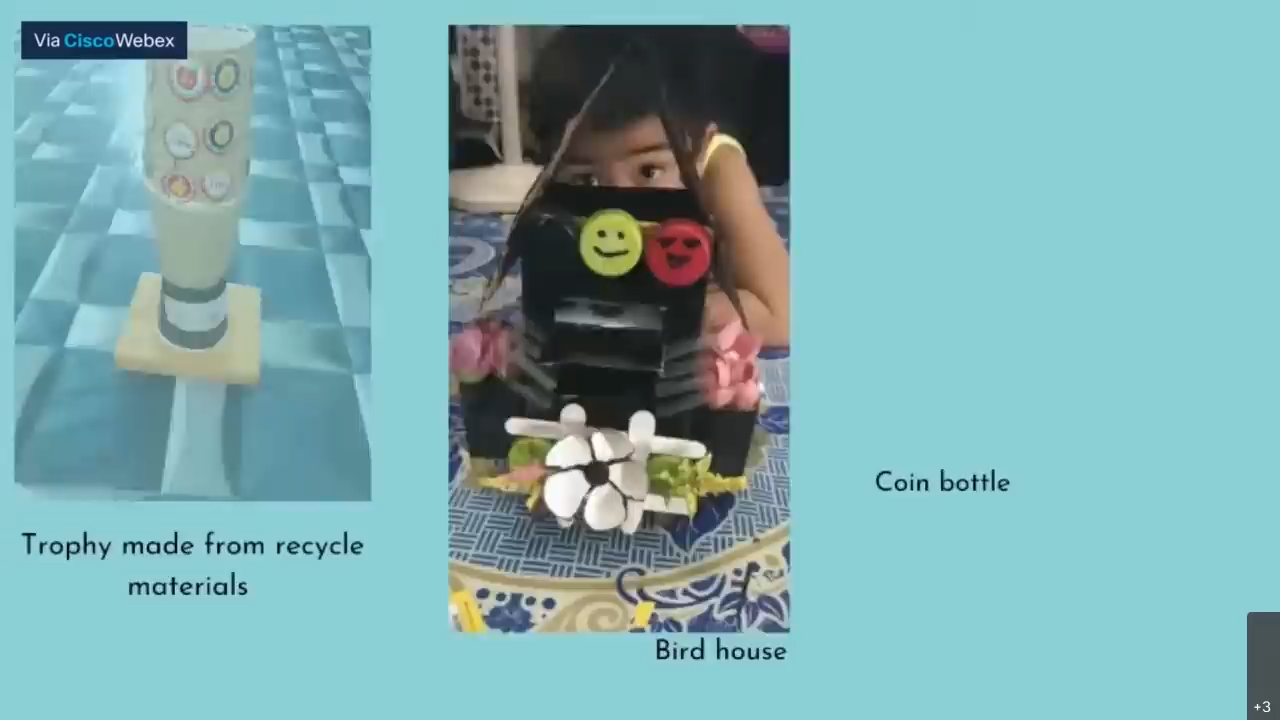 Via CiscoWebex
Trophy made from recycle
materials
Bird house
Coin bottle
+3